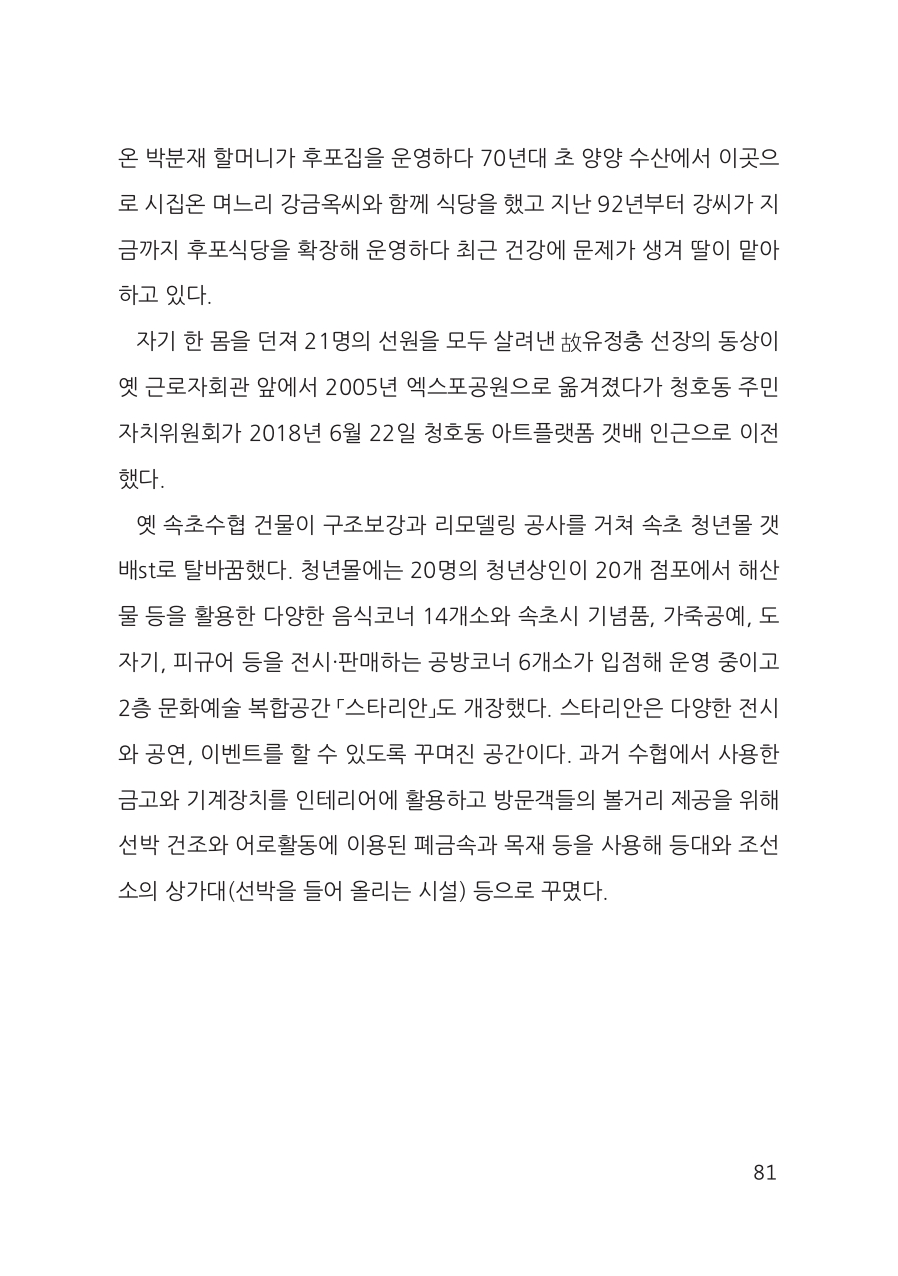 온 박분재 할머니가 후포집을 운영하다 70년대 초 양양 수산에서 이곳으
로 시집온 며느리 강금옥씨와 함께 식당을 했고 지난 92년부터 강씨가 지
금까지 후포식당을 확장해 운영하다 최근 건강에 문제가 생겨 딸이 맡아
하고 있다.
자기 한 몸을 던져 21명의 선원을 모두 살려낸 故유정충 선장의 동상이
옛 근로자회관 앞에서 2005년 엑스포공원으로 옮겨졌다가 청호동 주민
자치위원회가 2018년 6월 22일 청호동 아트플랫폼 갯배 인근으로 이전
했다.
옛 속초수협 건물이 구조보강과 리모델링 공사를 거쳐 속초 청년몰 갯
배st로 탈바꿈했다. 청년몰에는 20명의 청년상인이 20개 점포에서 해산
물 등을 활용한 다양한 음식코너 14개소와 속초시 기념품, 가죽공예, 도
자기, 피규어 등을 전시·판매하는 공방코너 6개소가 입점해 운영 중이고
2층 문화예술 복합공간 ｢스타리안｣도 개장했다. 스타리안은 다양한 전시
와 공연, 이벤트를 할 수 있도록 꾸며진 공간이다. 과거 수협에서 사용한
금고와 기계장치를 인테리어에 활용하고 방문객들의 볼거리 제공을 위해
선박 건조와 어로활동에 이용된 폐금속과 목재 등을 사용해 등대와 조선
소의 상가대(선박을 들어 올리는 시설) 등으로 꾸몄다.
81